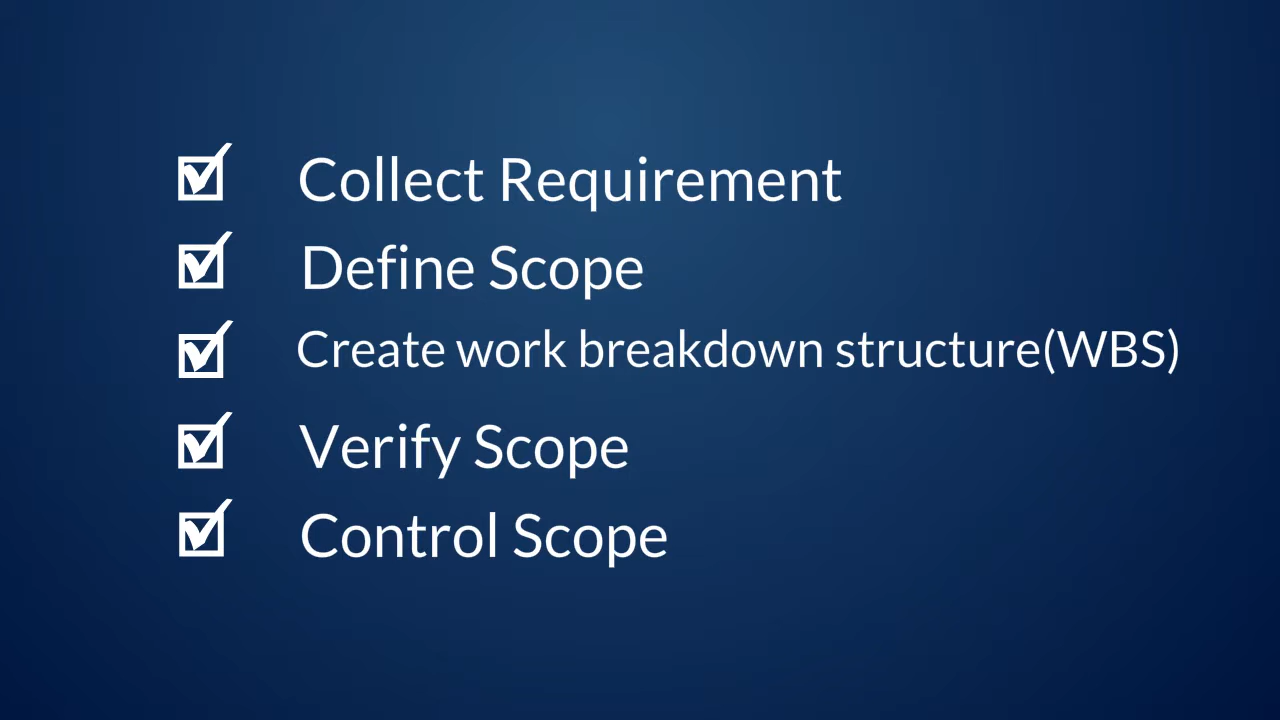 Collect Requirement
Define Scope
Create work breakdown structure(WBS)
Verify Scope
Control Scope